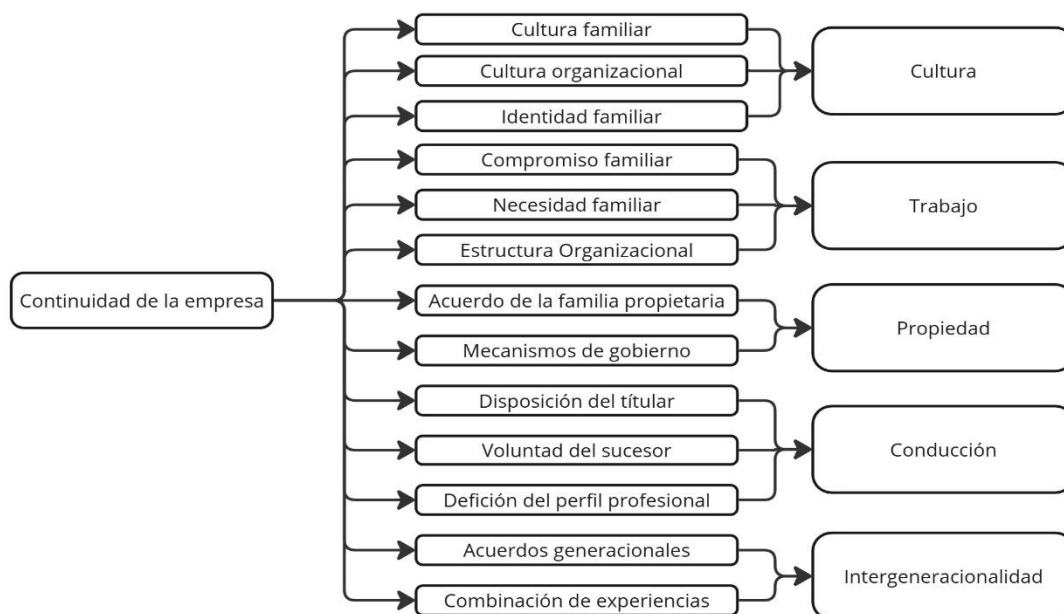 Continuidad de la empresa
Cultura familiar
Cultura organizacional
Identidad familiar
Compromiso familiar
Necesidad familiar
Estructura Organizacional
Acuerdo de la familia propietaria
Mecanismos de gobierno
Disposición del títular
Voluntad del sucesor
Defición del perfil profesional
Acuerdos generacionales
Combinación de experiencias
Cultura
Trabajo
Propiedad
Conducción
Intergeneracionalidad